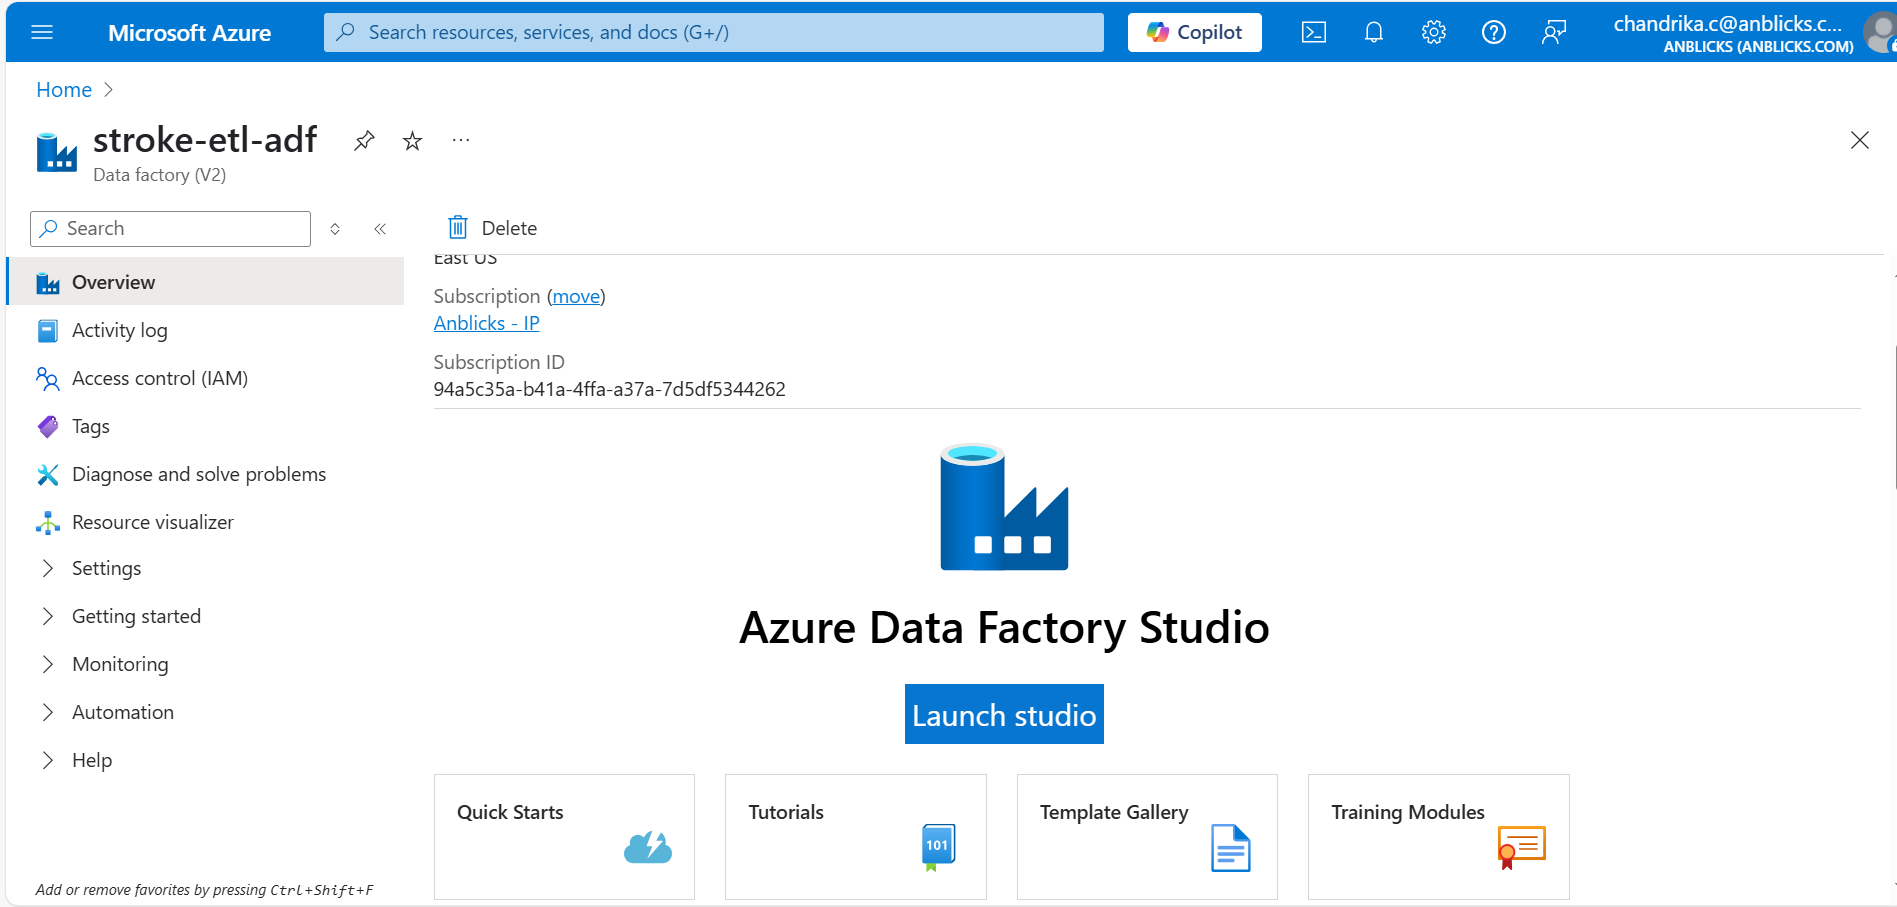 Microsoft Azure
Search resources, services, and docs (G+/)
Copilot
chandrika.c@anblicks.c...
ANBLICKS (ANBLICKS.COM)
Home
stroke-etl-adf
Data factory (V2)
Search
Delete
East US
Overview
Subscription (move)
Anblicks - IP
Activity log
Subscription ID
94a5c35a-b41a-4ffa-a37a-7d5df5344262
Access control (IAM)
Tags
Diagnose and solve problems
Resource visualizer
Settings
Getting started
Monitoring
Automation
Help
Azure Data Factory Studio
Launch studio
Quick Starts
Tutorials
101
Template Gallery
Training Modules
Add or remove favorites by pressing Ctrl+Shift+F